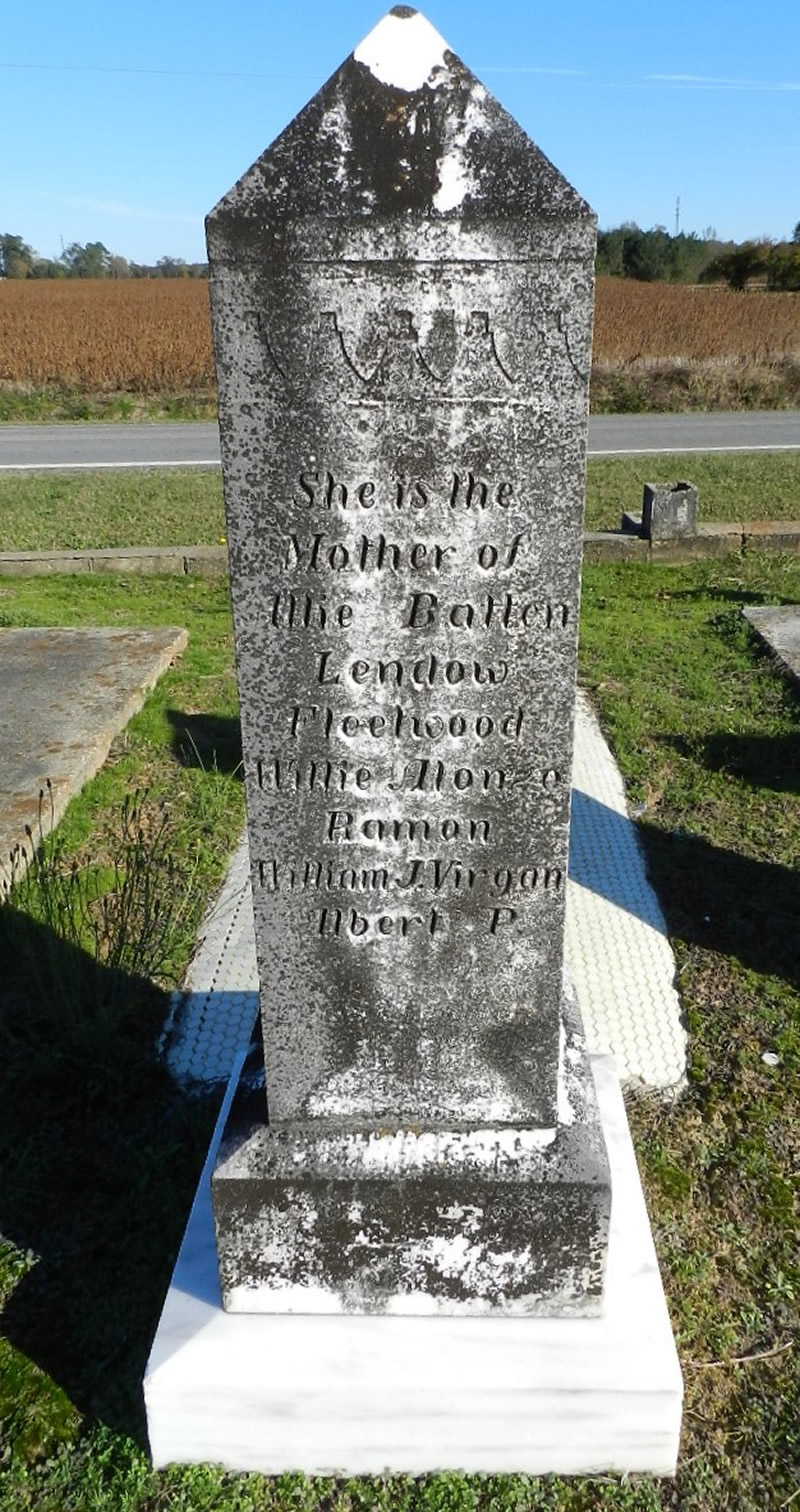 She is the
Mother of
Allie Batten
Lendow
Fleetwood
Willie Alonzo
Ramon
William J. Virgan
Albert P.